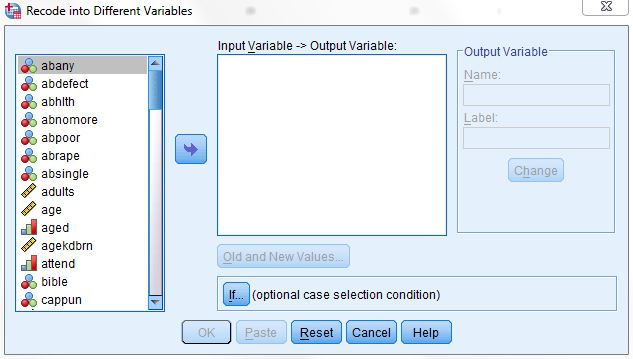 Recode into Different Variables
Input Variable -> Output Variable:
Output Variable
abany
abdefect
abhlth
abnomore
abpoor
abrape
absingle
adults
age
aged
agekdbrn
attend
bible
cappun
Name:
Label:
Change
Old and New Values...
If... (optional case selection condition)
OK Paste Reset Cancel Help